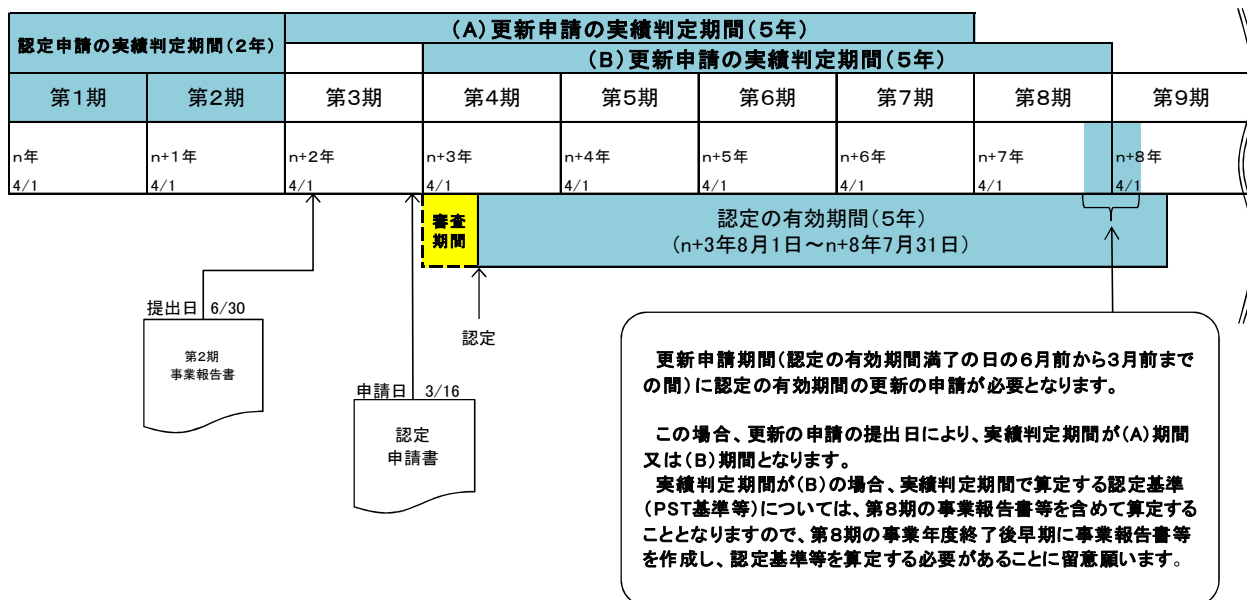 認定申請の実績判定期間(2年)
(A)更新申請の実績判定期間(5年)
(B)更新申請の実績判定期間(5年)
第1期 第2期 第3期 第4期 第5期 第6期 第7期 第8期 第9期
n年 n+1年 n+2年 n+3年 n+4年 n+5年 n+6年 n+7年 n+8年
4/1 4/1 4/1 4/1 4/1 4/1 4/1 4/1 4/1
審査
期間
認定の有効期間(5年)
(n+3年8月1日～n+8年7月31日)
提出日 6/30
第2期
事業報告書
認定
申請日 3/16
認定
申請書
更新申請期間(認定の有効期間満了の日の6月前から3月前まで
の間)に認定の有効期間の更新の申請が必要となります。
この場合、更新の申請の提出日により、実績判定期間が(A)期間
又は(B)期間となります。
実績判定期間が(B)の場合、実績判定期間で算定する認定基準
(PST基準等)については、第8期の事業報告書等を含めて算定する
こととなりますので、第8期の事業年度終了後早期に事業報告書等
を作成し、認定基準等を算定する必要があることに留意願います。